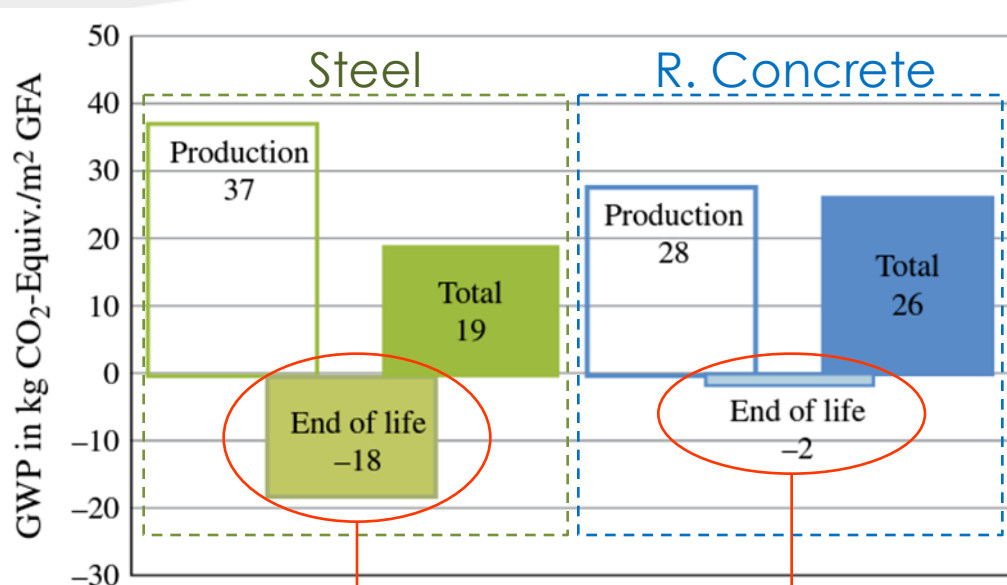 GWP in kg CO₂-Equiv./m² GFA
50
40
30
20
10
0
–10
–20
–30
Steel
Production
37
End of life
–18
Total
19
R. Concrete
Production
28
End of life
–2
Total
26